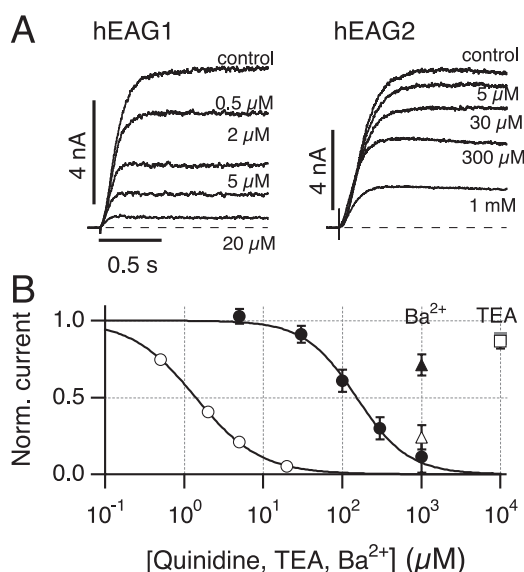 A
hEAG1
hEAG2
control
0.5 µM
2 µM
5 µM
20 µM
4 nA
0.5 s
control
5 µM
30 µM
300 µM
1 mM
4 nA
B
Ba2+
TEA
Norm. current
1.0
0.5
0.0
10-1 100 101 102 103 104
[Quinidine, TEA, Ba2+] (µM)